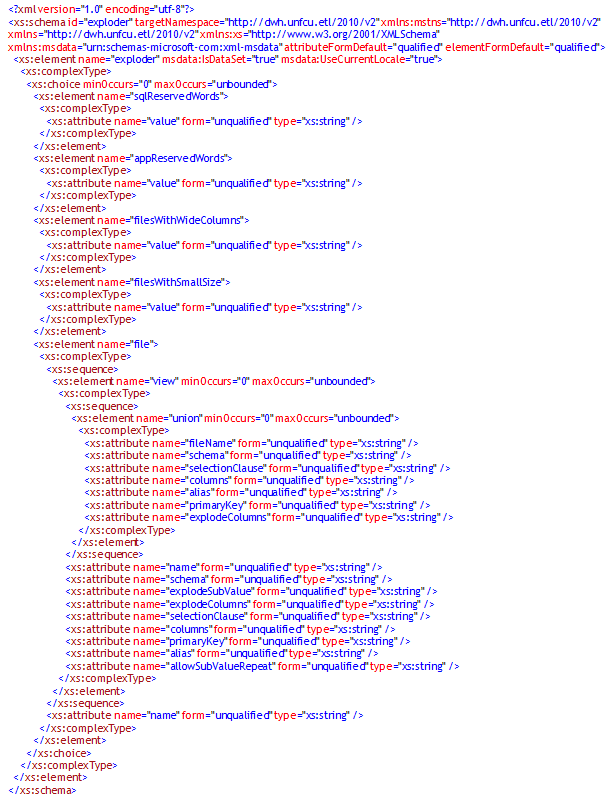 <?xml version="1.0" encoding="utf-8"?>
<xs:schema id="exploder" targetNamespace="http://dwh.unfcu.etl/2010/v2" xmlns:mstns="http://dwh.unfcu.etl/2010/v2"
xmlns="http://dwh.unfcu.etl/2010/v2" xmlns:xs="http://www.w3.org/2001/XMLSchema"
xmlns:msdata="urn:schemas-microsoft-com:xml-msdata" attributeFormDefault="qualified" elementFormDefault="qualified">
<xs:element name="exploder" msdata:IsDataSet="true" msdata:UseCurrentLocale="true">
<xs:complexType>
<xs:choice minOccurs="0" maxOccurs="unbounded">
<xs:element name="sqlReservedWords">
<xs:complexType>
<xs:attribute name="value" form="unqualified" type="xs:string" />
</xs:complexType>
</xs:element>
<xs:element name="appReservedWords">
<xs:complexType>
<xs:attribute name="value" form="unqualified" type="xs:string" />
</xs:complexType>
</xs:element>
<xs:element name="filesWithWideColumns">
<xs:complexType>
<xs:attribute name="value" form="unqualified" type="xs:string" />
</xs:complexType>
</xs:element>
<xs:element name="filesWithSmallSize">
<xs:complexType>
<xs:attribute name="value" form="unqualified" type="xs:string" />
</xs:complexType>
</xs:element>
<xs:element name="file">
<xs:complexType>
<xs:sequence>
<xs:element name="view" minOccurs="0" maxOccurs="unbounded">
<xs:complexType>
<xs:sequence>
<xs:element name="union" minOccurs="0" maxOccurs="unbounded">
<xs:complexType>
<xs:attribute name="fileName" form="unqualified" type="xs:string" />
<xs:attribute name="schema" form="unqualified" type="xs:string" />
<xs:attribute name="selectionClause" form="unqualified" type="xs:string" />
<xs:attribute name="columns" form="unqualified" type="xs:string" />
<xs:attribute name="alias" form="unqualified" type="xs:string" />
<xs:attribute name="primaryKey" form="unqualified" type="xs:string" />
<xs:attribute name="explodeColumns" form="unqualified" type="xs:string" />
</xs:complexType>
</xs:element>
</xs:sequence>
<xs:attribute name="name" form="unqualified" type="xs:string" />
<xs:attribute name="schema" form="unqualified" type="xs:string" />
<xs:attribute name="explodeSubValue" form="unqualified" type="xs:string" />
<xs:attribute name="explodeColumns" form="unqualified" type="xs:string" />
<xs:attribute name="selectionClause" form="unqualified" type="xs:string" />
<xs:attribute name="columns" form="unqualified" type="xs:string" />
<xs:attribute name="primaryKey" form="unqualified" type="xs:string" />
<xs:attribute name="alias" form="unqualified" type="xs:string" />
<xs:attribute name="allowSubValueRepeat" form="unqualified" type="xs:string" />
</xs:complexType>
</xs:element>
</xs:sequence>
<xs:attribute name="name" form="unqualified" type="xs:string" />
</xs:complexType>
</xs:element>
</xs:choice>
</xs:complexType>
</xs:element>
</xs:schema>